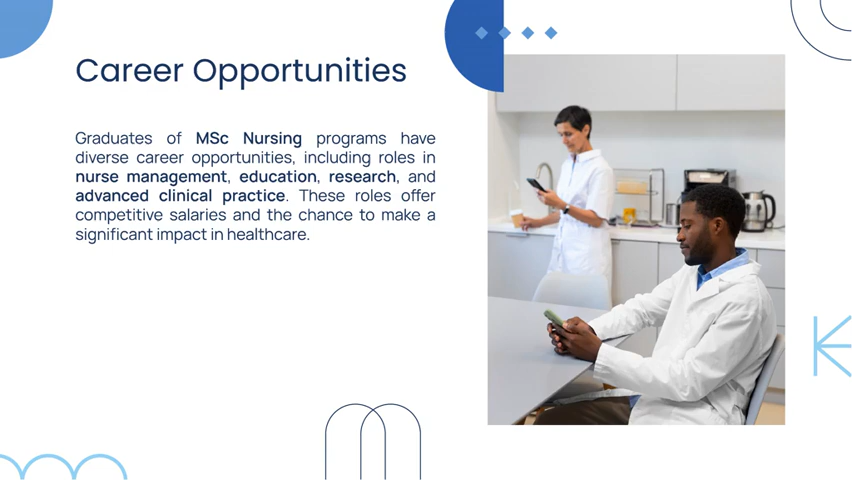 Career Opportunities
Graduates of MSc Nursing programs have
diverse career opportunities, including roles in
nurse management, education, research, and
advanced clinical practice. These roles offer
competitive salaries and the chance to make a
significant impact in healthcare.